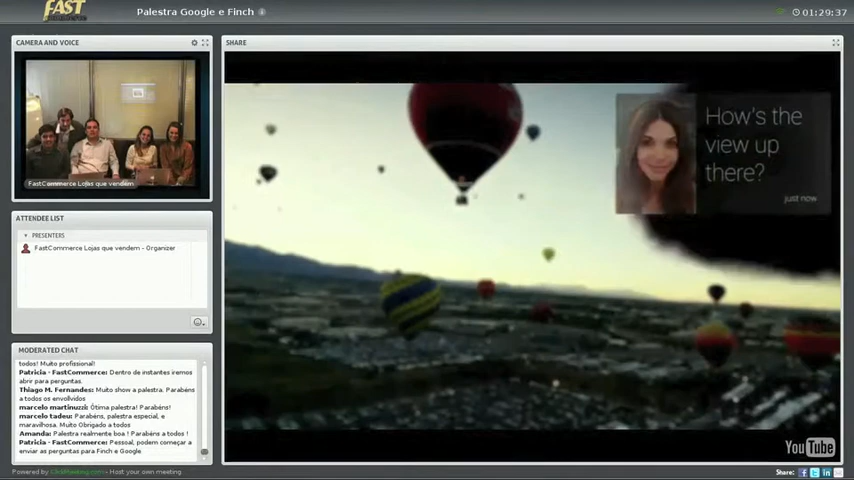 FAST
Palestra Google e Finch
01:29:37
CAMERA AND VOICE
FastCommerce Lojas que vendem
ATTENDEE LIST
PRESENTERS
FastCommerce Lojas que vendem - Organizer
MODERATED CHAT
todos! Muito profissional!
Patricia - FastCommerce: Dentro de instantes iremos
abrir para perguntas.
Thiago M. Fernandes: Muito show a palestra. Parabéns
a todos os envolvidos
marcelo martinuzzi: Ótima palestra! Parabéns!
marcelo tadeu: Parabéns, palestra especial, e
maravilhosa. Muito Obrigado a todos
Amanda: Palestra realmente boa ! Parabéns a todos !
Patricia - FastCommerce: Pessoal, podem começar a
enviar as perguntas para Finch e Google
Powered by ClickMeeting.com - Host your own meeting.
SHARE
How's the
view up
there?
just now
YouTube
Share: